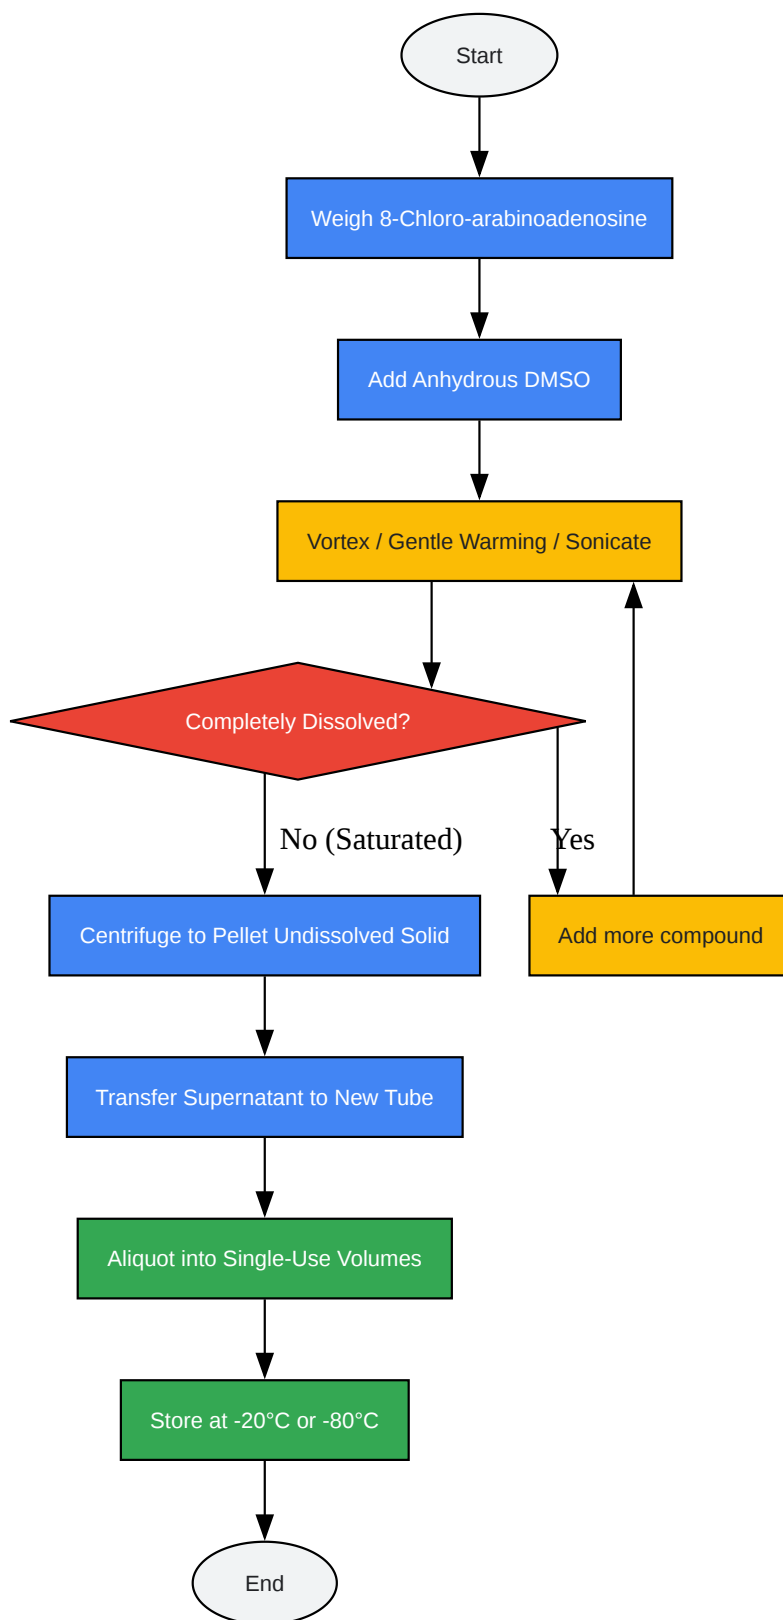 Start
Weigh 8-Chloro-arabinoadenosine
Add Anhydrous DMSO
Vortex / Gentle Warming / Sonicate
Completely Dissolved?
No (Saturated)
Yes
Centrifuge to Pellet Undissolved Solid
Add more compound
Transfer Supernatant to New Tube
Aliquot into Single-Use Volumes
Store at -20°C or -80°C
End